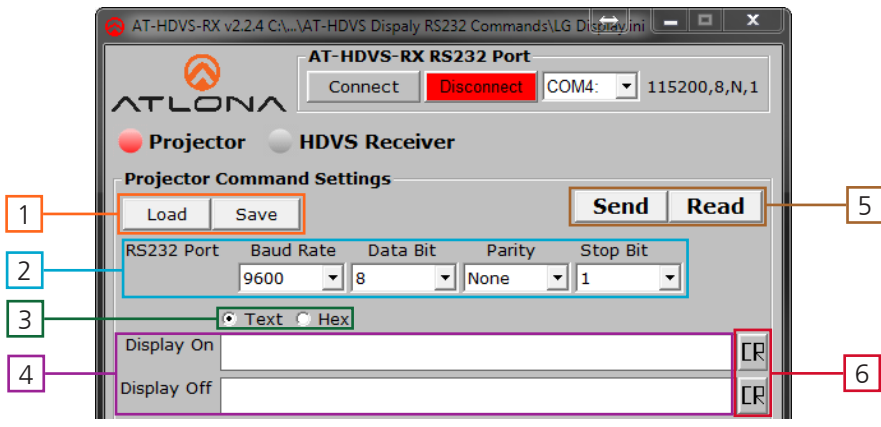 AT-HDVS-RX v2.2.4 C:\,...\AT-HDVS Dispaly RS232 Commands\LG Display.ini
AT-HDVS-RX RS232 Port
ATLONA
Connect Disconnect COM4: 115200,8,N,1
Projector HDVS Receiver
Projector Command Settings
1 Load Save Send Read 5
RS232 Port Baud Rate Data Bit Parity Stop Bit
2 9600 8 None 1
3 Text Hex
Display On CR
4 6
Display Off CR